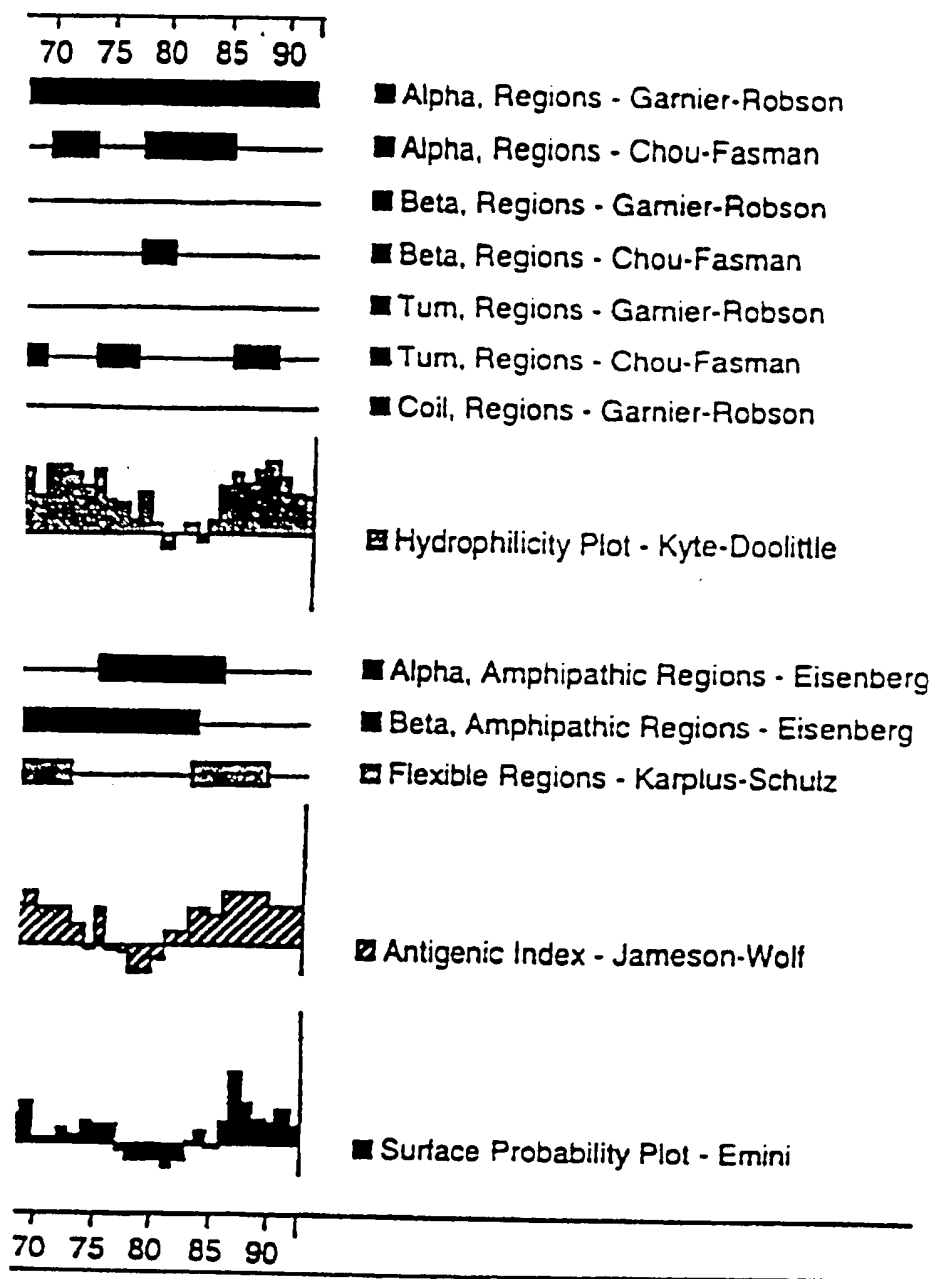 70 75 80 85 90
Alpha, Regions - Garnier-Robson
Alpha, Regions - Chou-Fasman
Beta, Regions - Garnier-Robson
Beta, Regions - Chou-Fasman
Turn, Regions - Garnier-Robson
Turn, Regions - Chou-Fasman
Coil, Regions - Garnier-Robson
Hydrophilicity Plot - Kyte-Doolittle
Alpha, Amphipathic Regions - Eisenberg
Beta, Amphipathic Regions - Eisenberg
Flexible Regions - Karplus-Schulz
Antigenic Index - Jameson-Wolf
Surface Probability Plot - Emini
70 75 80 85 90